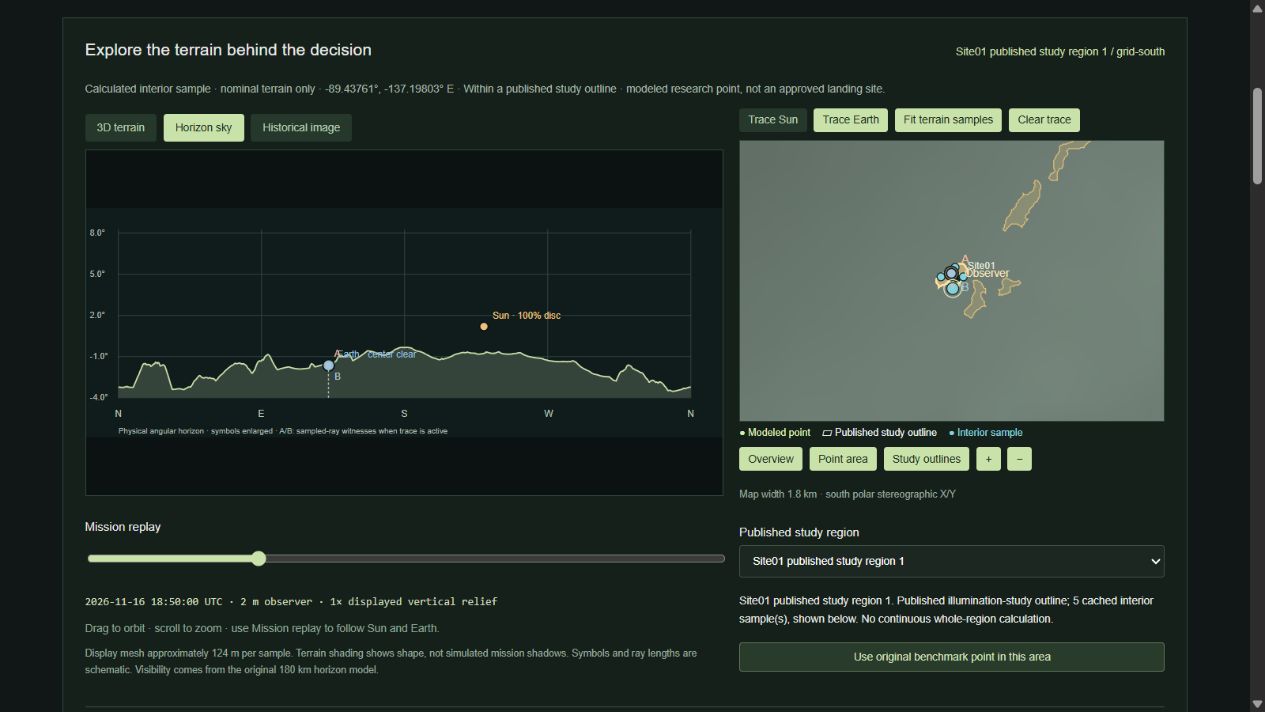 Explore the terrain behind the decision
Site01 published study region 1 / grid-south
Calculated interior sample · nominal terrain only · -89.43761°, -137.19803° E · Within a published study outline · modeled research point, not an approved landing site.
3D terrain
Horizon sky
Historical image
Trace Sun
Trace Earth
Fit terrain samples
Clear trace
8.0°
5.0°
2.0°
-1.0°
-4.0°
Sun · 100% disc
A
Earth · center clear
B
N
E
S
W
N
Physical angular horizon · symbols enlarged · A/B: sampled-ray witnesses when trace is active
A
Site01
Observer
B
Modeled point
Published study outline
Interior sample
Overview
Point area
Study outlines
+
−
Map width 1.8 km · south polar stereographic X/Y
Mission replay
2026-11-16 18:50:00 UTC · 2 m observer · 1× displayed vertical relief
Drag to orbit · scroll to zoom · use Mission replay to follow Sun and Earth.
Display mesh approximately 124 m per sample. Terrain shading shows shape, not simulated mission shadows. Symbols and ray lengths are
schematic. Visibility comes from the original 180 km horizon model.
Published study region
Site01 published study region 1
Site01 published study region 1. Published illumination-study outline; 5 cached interior
sample(s), shown below. No continuous whole-region calculation.
Use original benchmark point in this area